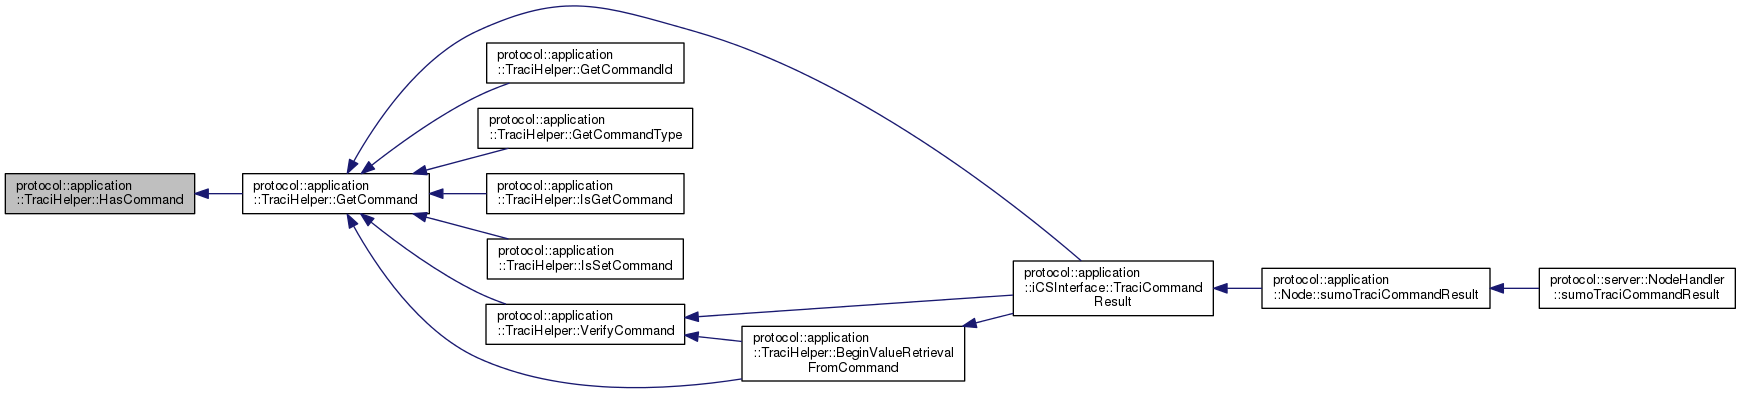 protocol::application
::TraciHelper::HasCommand
protocol::application
::TraciHelper::GetCommand
protocol::application
::TraciHelper::GetCommandId
protocol::application
::TraciHelper::GetCommandType
protocol::application
::TraciHelper::IsGetCommand
protocol::application
::TraciHelper::IsSetCommand
protocol::application
::TraciHelper::VerifyCommand
protocol::application
::TraciHelper::BeginValueRetrieval
FromCommand
protocol::application
::iCSInterface::TraciCommand
Result
protocol::application
::Node::sumoTraciCommandResult
protocol::server::NodeHandler
::sumoTraciCommandResult